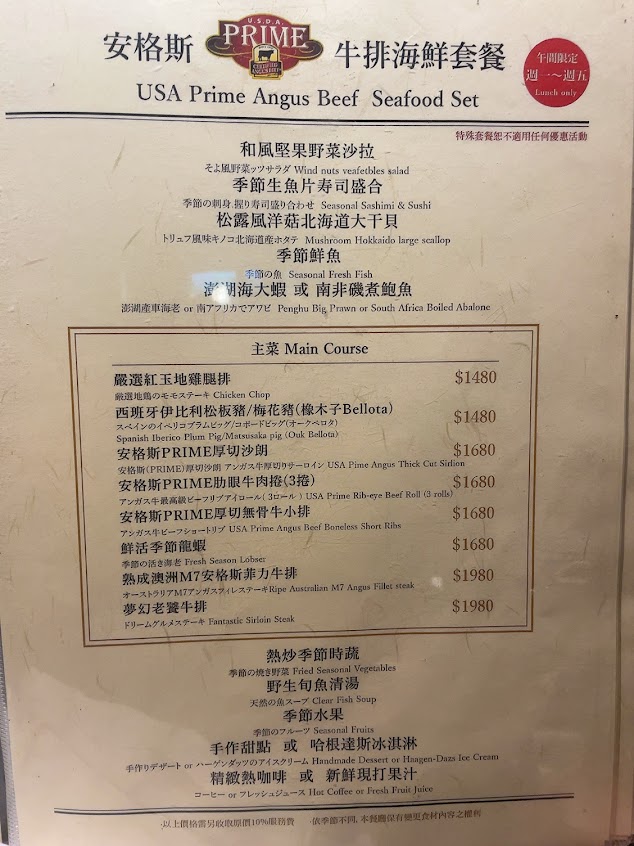 安格斯 U.S.D.A. PRIME 牛排海鮮套餐
USA Prime Angus Beef Seafood Set
午間限定
週一～週五
Lunch only
特殊套餐恕不適用任何優惠活動
和風堅果野菜沙拉
そよ風野菜ッツサラダ Wind nuts veafetbles salad
季節生魚片寿司盛合
季節の刺身､握り寿司盛り合わせ Seasonal Sashimi & Sushi
松露風洋菇北海道大干貝
トリュフ風味キノコ北海道産ホタテ Mushroom Hokkaido large scallop
季節鮮魚
季節の魚 Seasonal Fresh Fish
澎湖海大蝦 或 南非磯煮鮑魚
澎湖産車海老 or 南アフリカでアワビ Penghu Big Prawn or South Africa Boiled Abalone
主菜 Main Course
嚴選紅玉地雞腿排 $1480
厳選地鶏のモモステーキ Chicken Chop
西班牙伊比利松板豬/梅花豬(橡木子Bellota) $1480
スペインのイベリコプラムピッグ/コボードピッグ(オークベロタ)
Spanish Iberico Plum Pig/Matsusaka pig (Ouk Bellota)
安格斯PRIME厚切沙朗 $1680
安格斯(PRIME)厚切沙朗 アンガス牛厚切りサーロイン USA Pime Angus Thick Cut Sirlion
安格斯PRIME肋眼牛肉捲(3捲) $1680
アンガス牛最高級ビーフリブアイロール( 3ロール ) USA Prime Rib-eye Beef Roll (3 rolls)
安格斯PRIME厚切無骨牛小排 $1680
アンガス牛ビーフショートリブ USA Prime Angus Beef Boneless Short Ribs
鮮活季節龍蝦 $1680
季節の活き海老 Fresh Season Lobser
熟成澳洲M7安格斯菲力牛排 $1980
オーストラリアM7アンガスフィレステーキRipe Australian M7 Angus Fillet steak
夢幻老饕牛排 $1980
ドリームグルメステーキ Fantastic Sirioin Steak
熱炒季節時蔬
季節の焼き野菜 Fried Seasonal Vegetables
野生旬魚清湯
天然の魚スープ Clear Fish Soup
季節水果
季節のフルーツ Seasonal Fruits
手作甜點 或 哈根達斯冰淇淋
手作りデザート or ハーゲンダッツのアイスクリーム Handmade Dessert or Hnagen-Dazs Ice Cream
精緻熱咖啡 或 新鮮現打果汁
コーヒー or フレッシュジュース Hot Coffee or Fresh Fruit Juice
·以上價格需另收取原價10%服務費 ·依季節不同, 本餐廳保有變更食材內容之權利